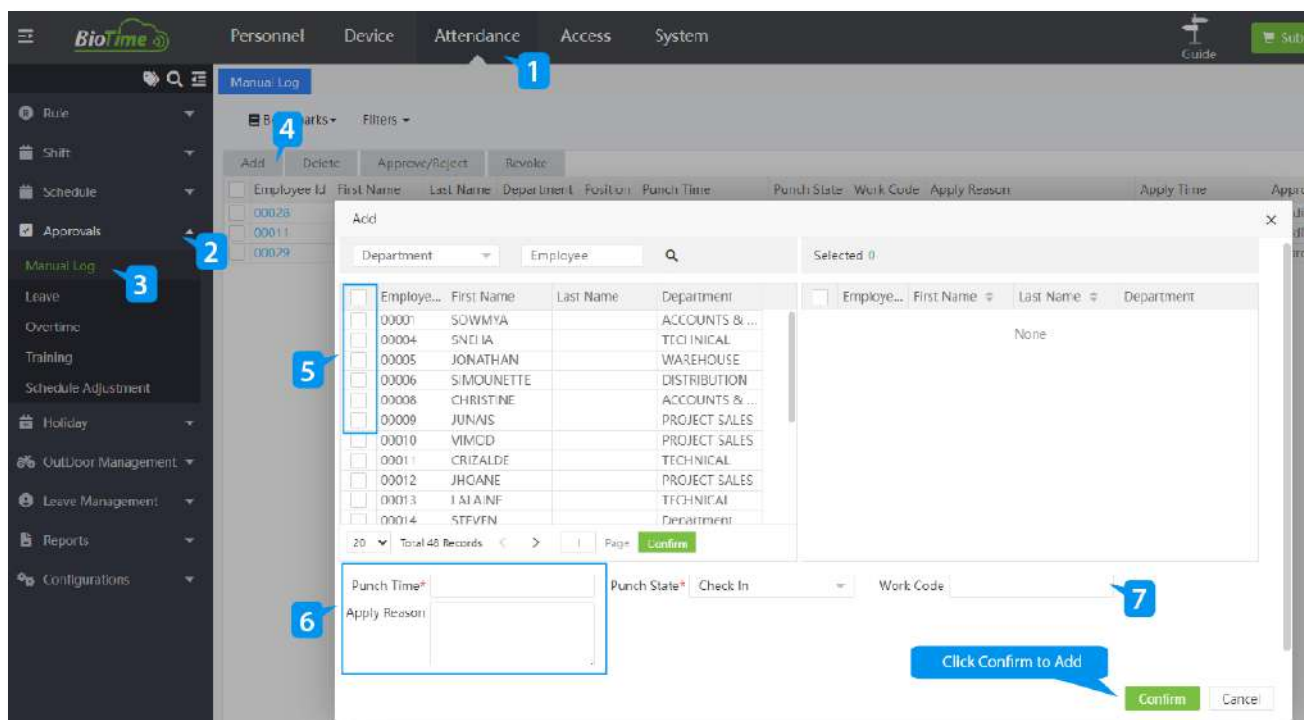 BioTime
Personnel Device Attendance Access System
Guide
Sub
1
Manual Log
Rule
Filters
4
Shift
Add Delete Approve/Reject Revoke
Schedule
Employee Id First Name Last Name Department Position Punch Time Punch State Work Code Apply Reason Apply Time
00028
00011
00029
Approvals
2
Manual Log
3
Leave
Overtime
Training
Schedule Adjustment
Holiday
OutDoor Management
Leave Management
Reports
Configurations
Add
Department Employee Selected 0
Employe... First Name Last Name Department Employe... First Name Last Name Department
None
00001 SOWMYA ACCOUNTS & ...
00004 TECHNICAL
00005 JONATHAN WAREHOUSE
00006 SIMOUNETTE DISTRIBUTION
00008 CHRISTINE ACCOUNTS & ...
00009 JUNAIS PROJECT SALES
00010 VIMOD PROJECT SALES
00011 CRIZALDE TECHNICAL
00012 JHOANE PROJECT SALES
00013 LALAINE TECHNICAL
00014 STEVEN Department
5
20 Total 48 Records < > 1 Page Confirm
Punch Time* Punch State* Check In Work Code
7
Apply Reason
6
Click Confirm to Add
Confirm Cancel